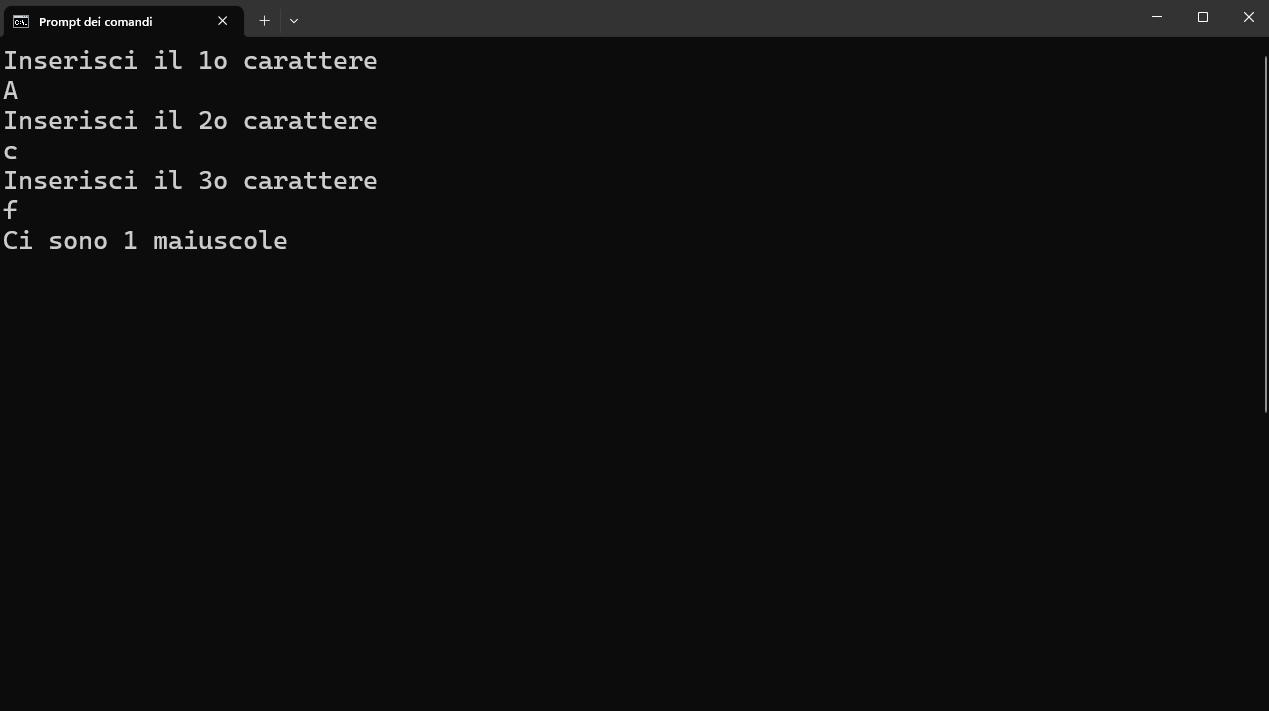 Prompt dei comandi
Inserisci il 1o carattere
A
Inserisci il 2o carattere
c
Inserisci il 3o carattere
f
Ci sono 1 maiuscole